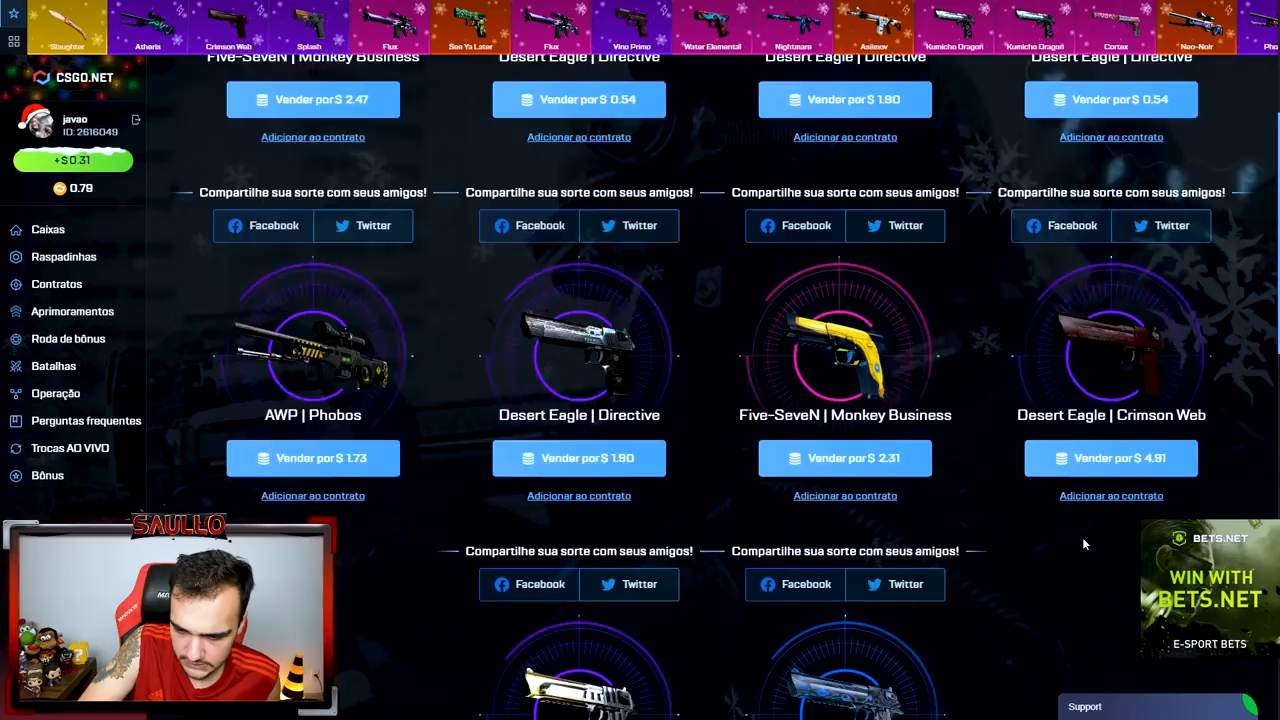 Slaughter
Atheris
Crimson Web
Splash
Flux
See Ya Later
Flux
Vino Primo
Water Elemental
Nightmare
Asiimov
Kumicho Dragon
Kumicho Dragon
Cortex
Neo-Noir
Pho
CSGO.NET
javao
ID: 2616049
+$0.31
0.79
Caixas
Raspadinhas
Contratos
Aprimoramentos
Roda de bônus
Batalhas
Operação
Perguntas frequentes
Trocas AO VIVO
Bônus
Five-SeveN | Monkey Business
Desert Eagle | Directive
Desert Eagle | Directive
Desert Eagle | Directive
Vender por $ 2.47
Vender por $ 0.54
Vender por $ 1.90
Vender por $ 0.54
Adicionar ao contrato
Adicionar ao contrato
Adicionar ao contrato
Adicionar ao contrato
Compartilhe sua sorte com seus amigos!
Compartilhe sua sorte com seus amigos!
Compartilhe sua sorte com seus amigos!
Compartilhe sua sorte com seus amigos!
Facebook Twitter
Facebook Twitter
Facebook Twitter
Facebook Twitter
AWP | Phobos
Desert Eagle | Directive
Five-SeveN | Monkey Business
Desert Eagle | Crimson Web
Vender por $ 1.73
Vender por $ 1.90
Vender por $ 2.31
Vender por $ 4.91
Adicionar ao contrato
Adicionar ao contrato
Adicionar ao contrato
Adicionar ao contrato
Compartilhe sua sorte com seus amigos!
Compartilhe sua sorte com seus amigos!
Facebook Twitter
Facebook Twitter
SAULLO
BETS.NET
WIN WITH
BETS.NET
E-SPORT BETS
Support